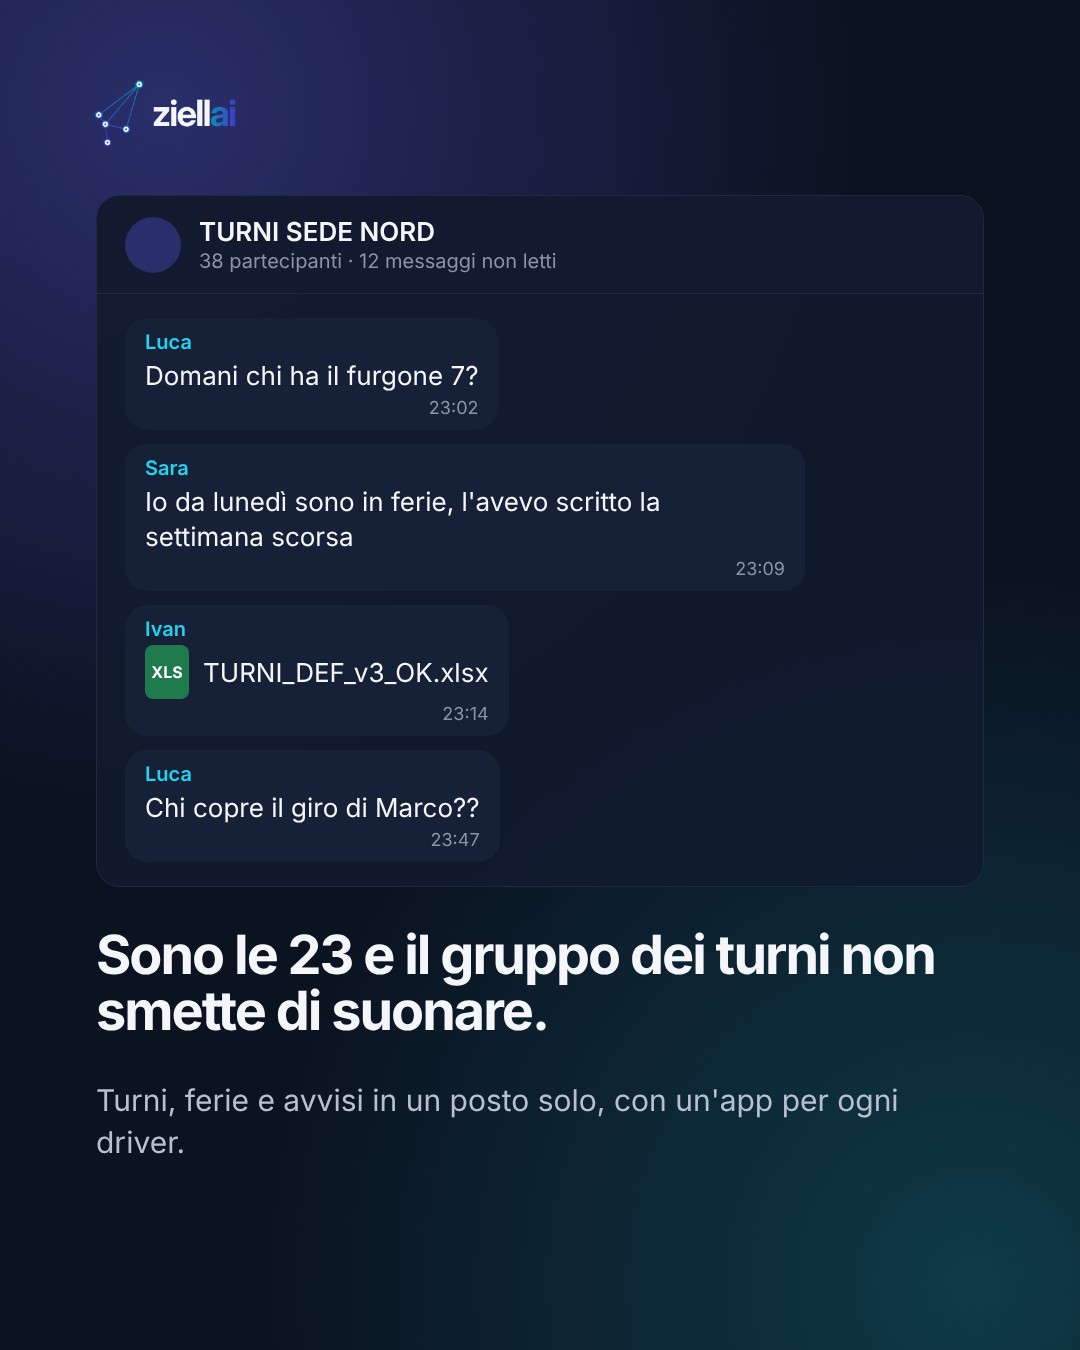 ziellai
TURNI SEDE NORD
38 partecipanti · 12 messaggi non letti
Luca
Domani chi ha il furgone 7?
23:02
Sara
Io da lunedì sono in ferie, l'avevo scritto la
settimana scorsa
23:09
Ivan
XLS TURNI_DEF_v3_OK.xlsx
23:14
Luca
Chi copre il giro di Marco??
23:47
Sono le 23 e il gruppo dei turni non
smette di suonare.
Turni, ferie e avvisi in un posto solo, con un'app per ogni
driver.